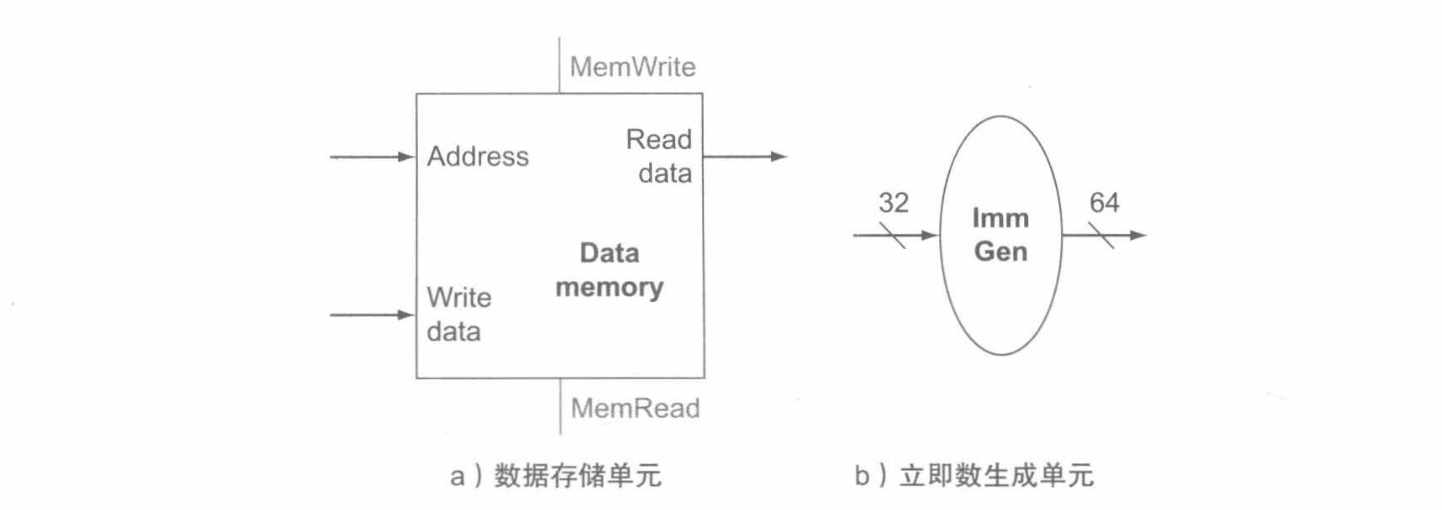 MemWrite
Address
Read
data
Data
memory
Write
data
MemRead
32
Imm
Gen
64
a）数据存储单元
b）立即数生成单元